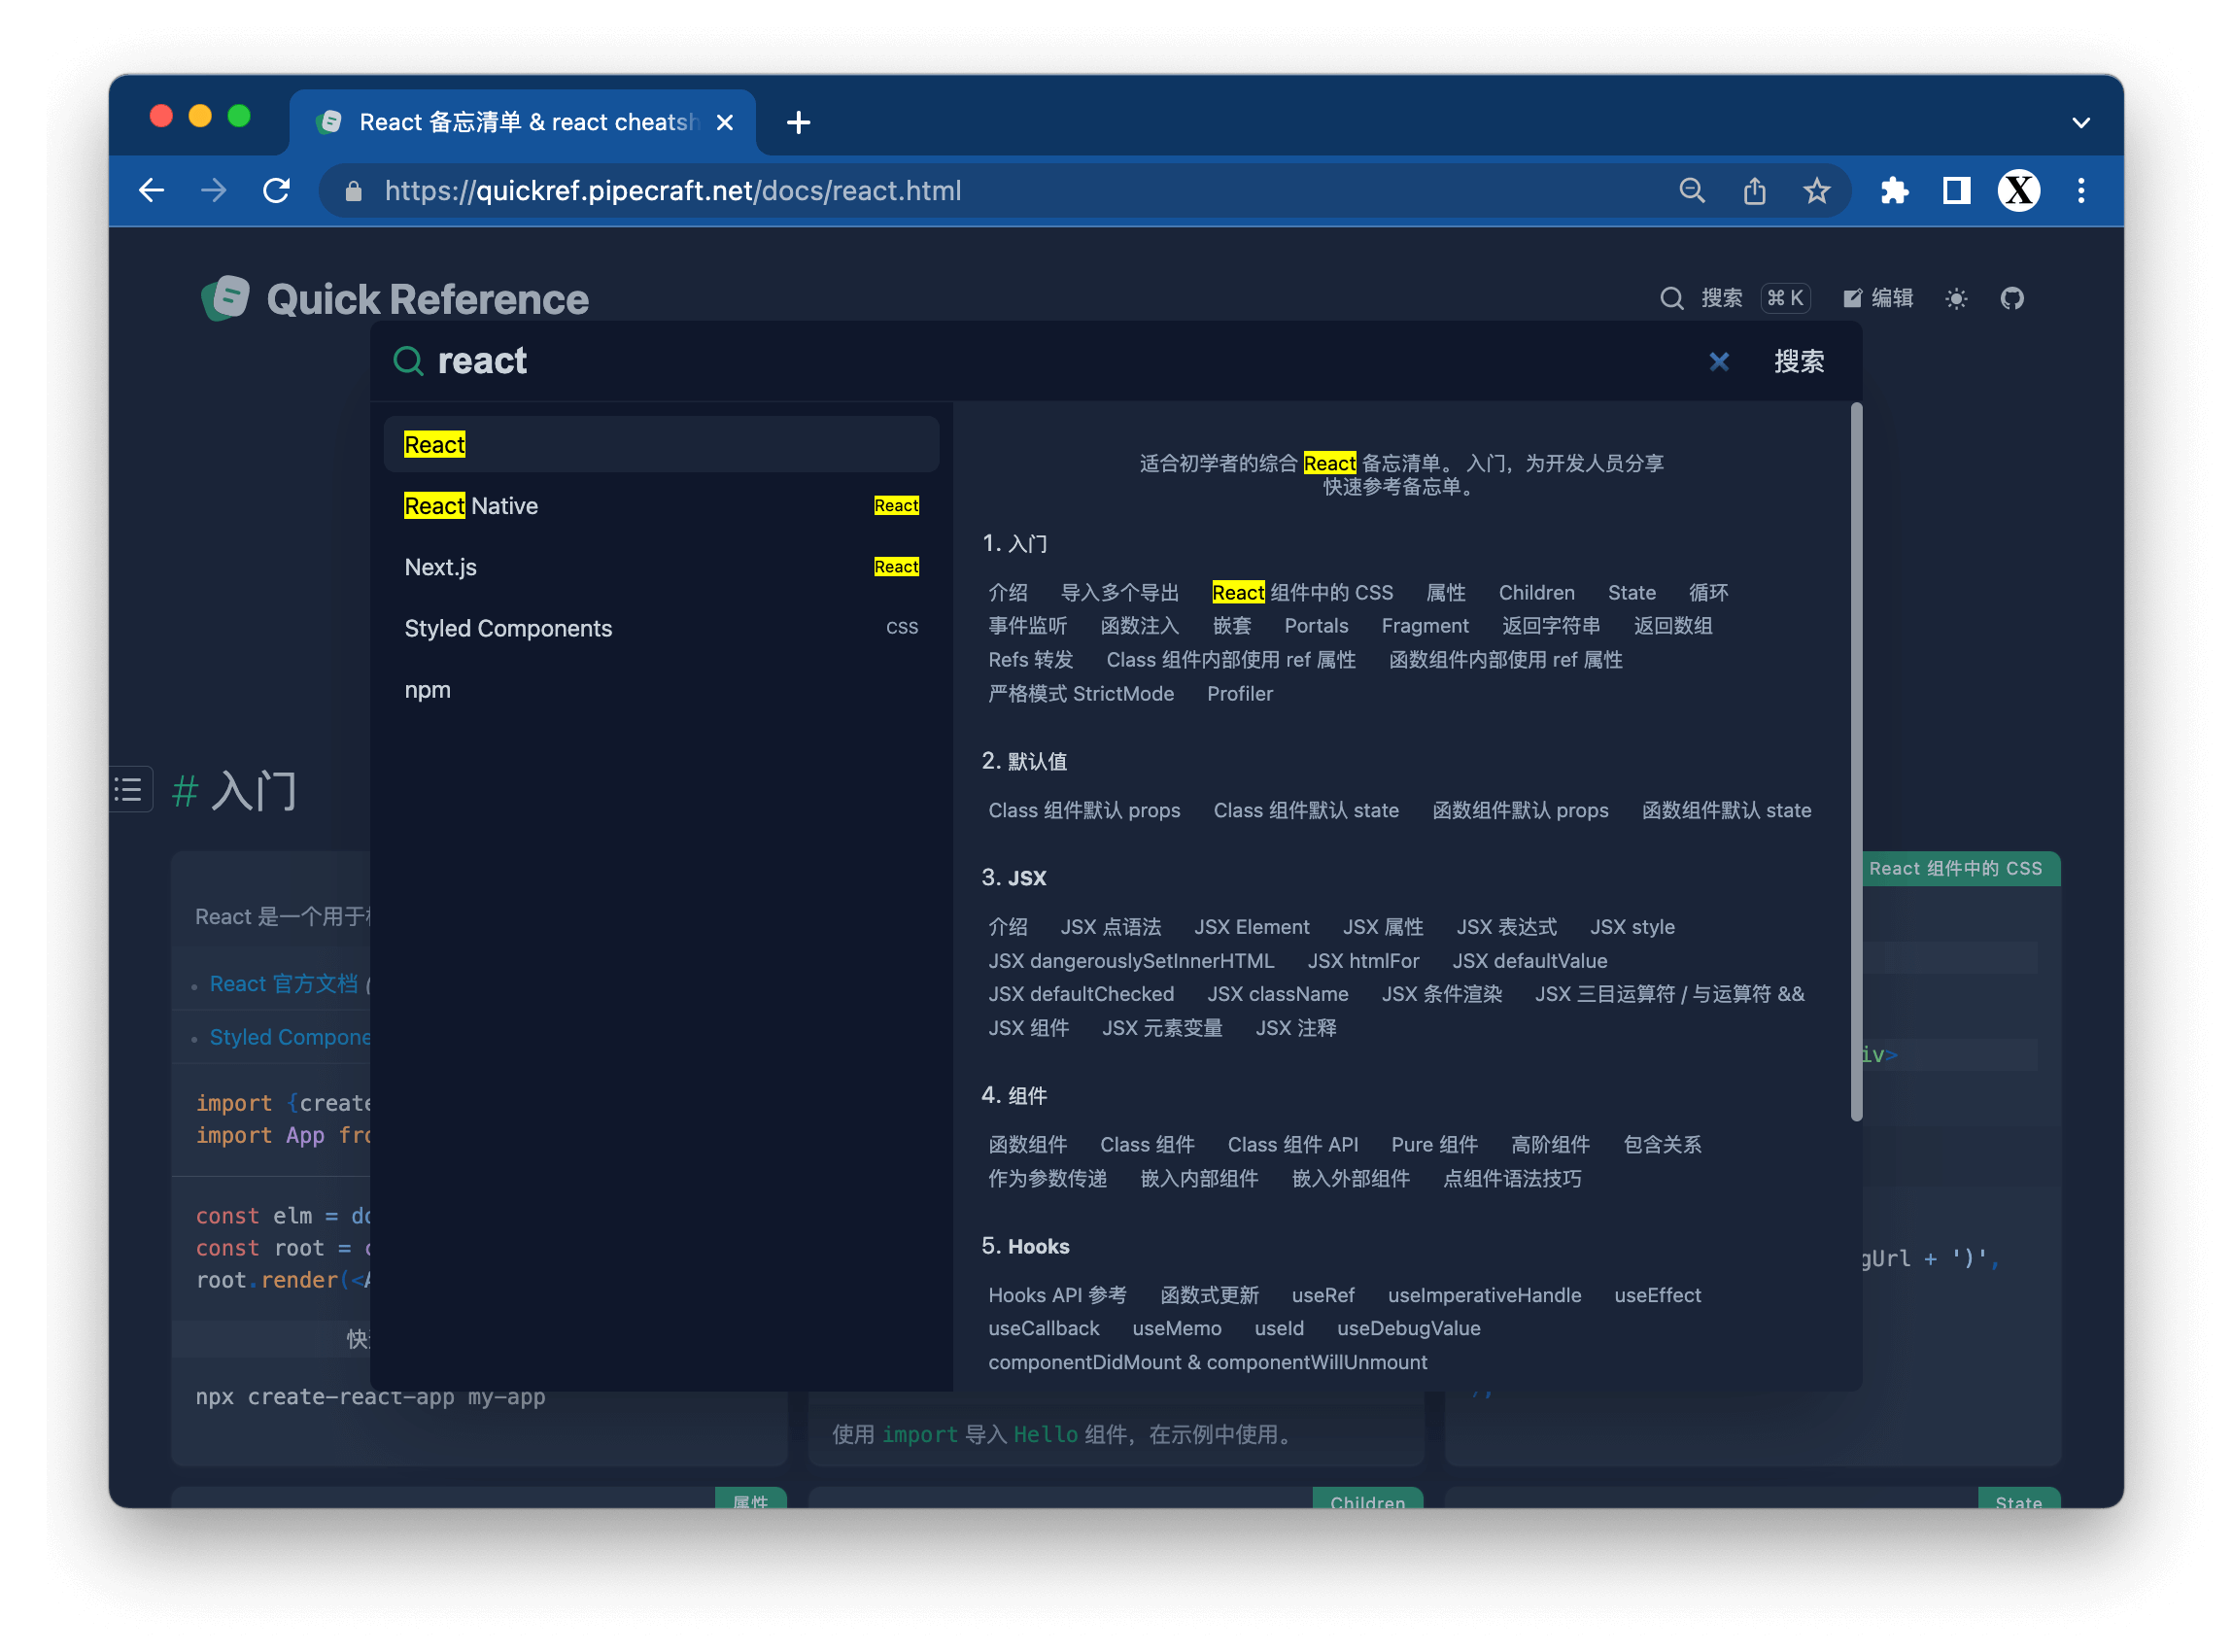 React 备忘清单 & react cheatsh
https://quickref.pipecraft.net/docs/react.html
Quick Reference
搜索 ⌘ K 编辑
react
搜索
React
React Native React
Next.js React
Styled Components CSS
npm
适合初学者的综合 React 备忘清单。 入门，为开发人员分享
快速参考备忘单。
1. 入门
介绍 导入多个导出 React 组件中的 CSS 属性 Children State 循环
事件监听 函数注入 嵌套 Portals Fragment 返回字符串 返回数组
Refs 转发 Class 组件内部使用 ref 属性 函数组件内部使用 ref 属性
严格模式 StrictMode Profiler
2. 默认值
Class 组件默认 props Class 组件默认 state 函数组件默认 props 函数组件默认 state
3. JSX
介绍 JSX 点语法 JSX Element JSX 属性 JSX 表达式 JSX style
JSX dangerouslySetInnerHTML JSX htmlFor JSX defaultValue
JSX defaultChecked JSX className JSX 条件渲染 JSX 三目运算符 / 与运算符 &&
JSX 组件 JSX 元素变量 JSX 注释
4. 组件
函数组件 Class 组件 Class 组件 API Pure 组件 高阶组件 包含关系
作为参数传递 嵌入内部组件 嵌入外部组件 点组件语法技巧
5. Hooks
Hooks API 参考 函数式更新 useRef useImperativeHandle useEffect
useCallback useMemo useId useDebugValue
componentDidMount & componentWillUnmount
# 入门
React 是一个用于
React 官方文档 (
Styled Compone
import {create
import App fro
const elm = do
const root = c
root.render(<A
快
npx create-react-app my-app
使用 import 导入 Hello 组件，在示例中使用。
React 组件中的 CSS
iv>
gUrl + ')',
属性
Children
State